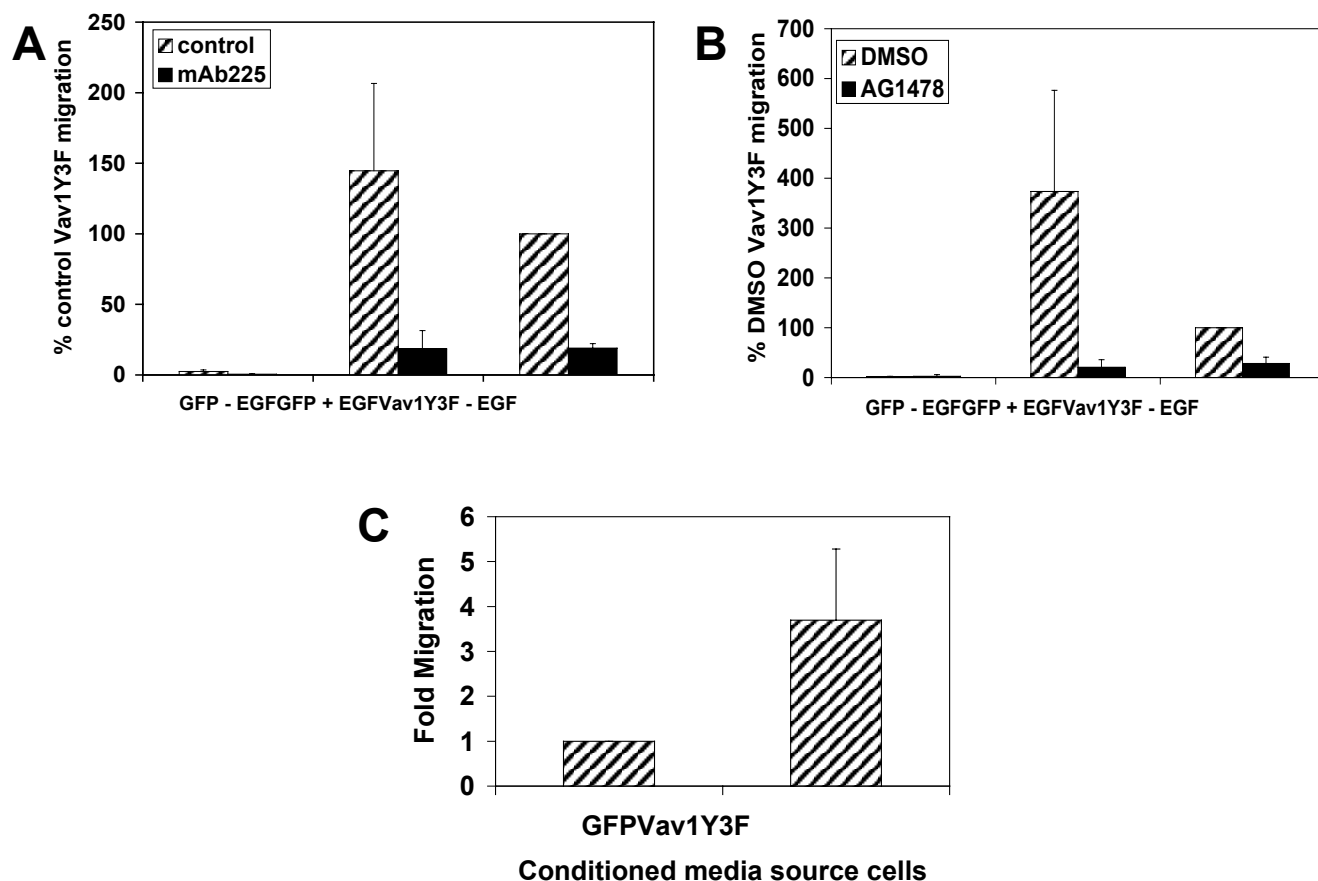 A
% control Vav1Y3F migration
250
200
150
100
50
0
control
mAb225
GFP - EGFGFP + EGFVav1Y3F - EGF
B
% DMSO Vav1Y3F migration
700
600
500
400
300
200
100
0
DMSO
AG1478
GFP - EGFGFP + EGFVav1Y3F - EGF
C
Fold Migration
6
5
4
3
2
1
0
GFPVav1Y3F
Conditioned media source cells